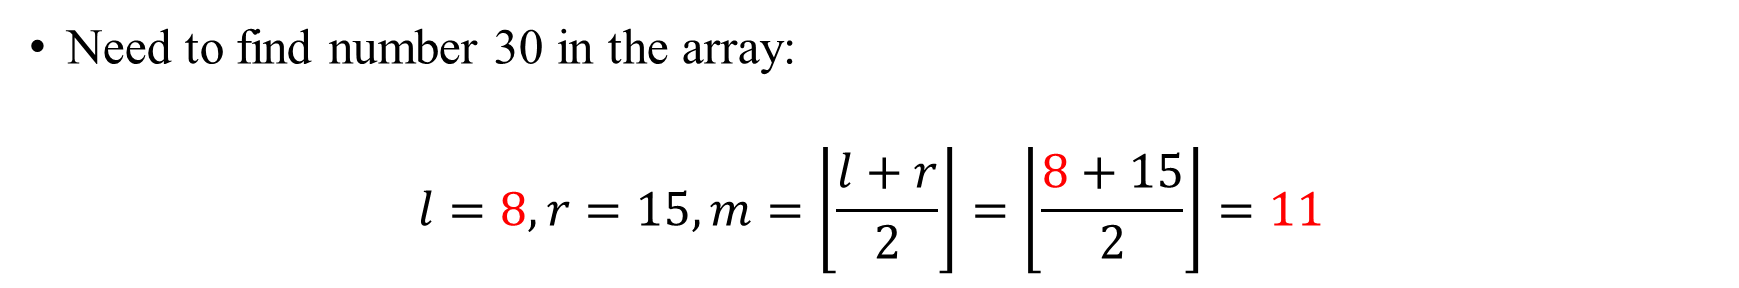 • Need to find number 30 in the array:
l = 8, r = 15, m = ⌊(l + r)/2⌋ = ⌊(8 + 15)/2⌋ = 11